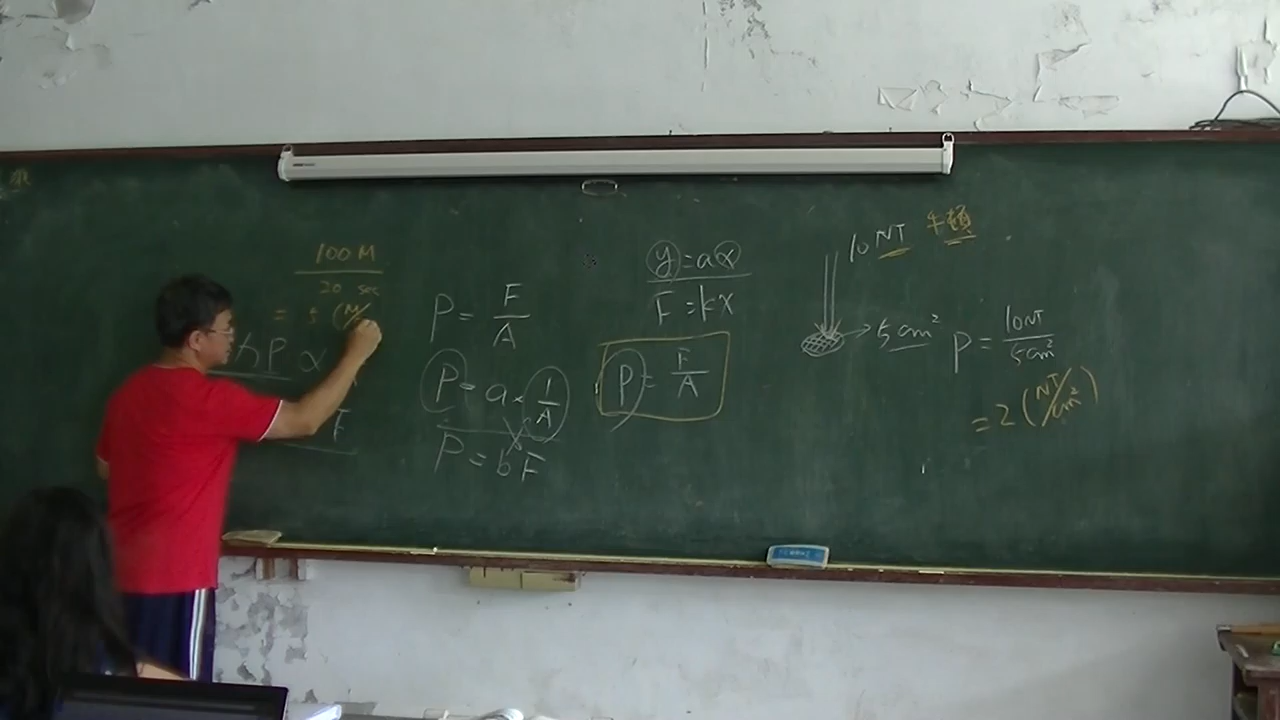 100 M
20 sec
= 5 (M/
P ∝
F
P = F/A
P = a × 1/A
P = bF
y = ax
F = kx
P = F/A
10 NT 牛頓
5 cm²
P = 10NT/5cm²
= 2 (NT/cm²)